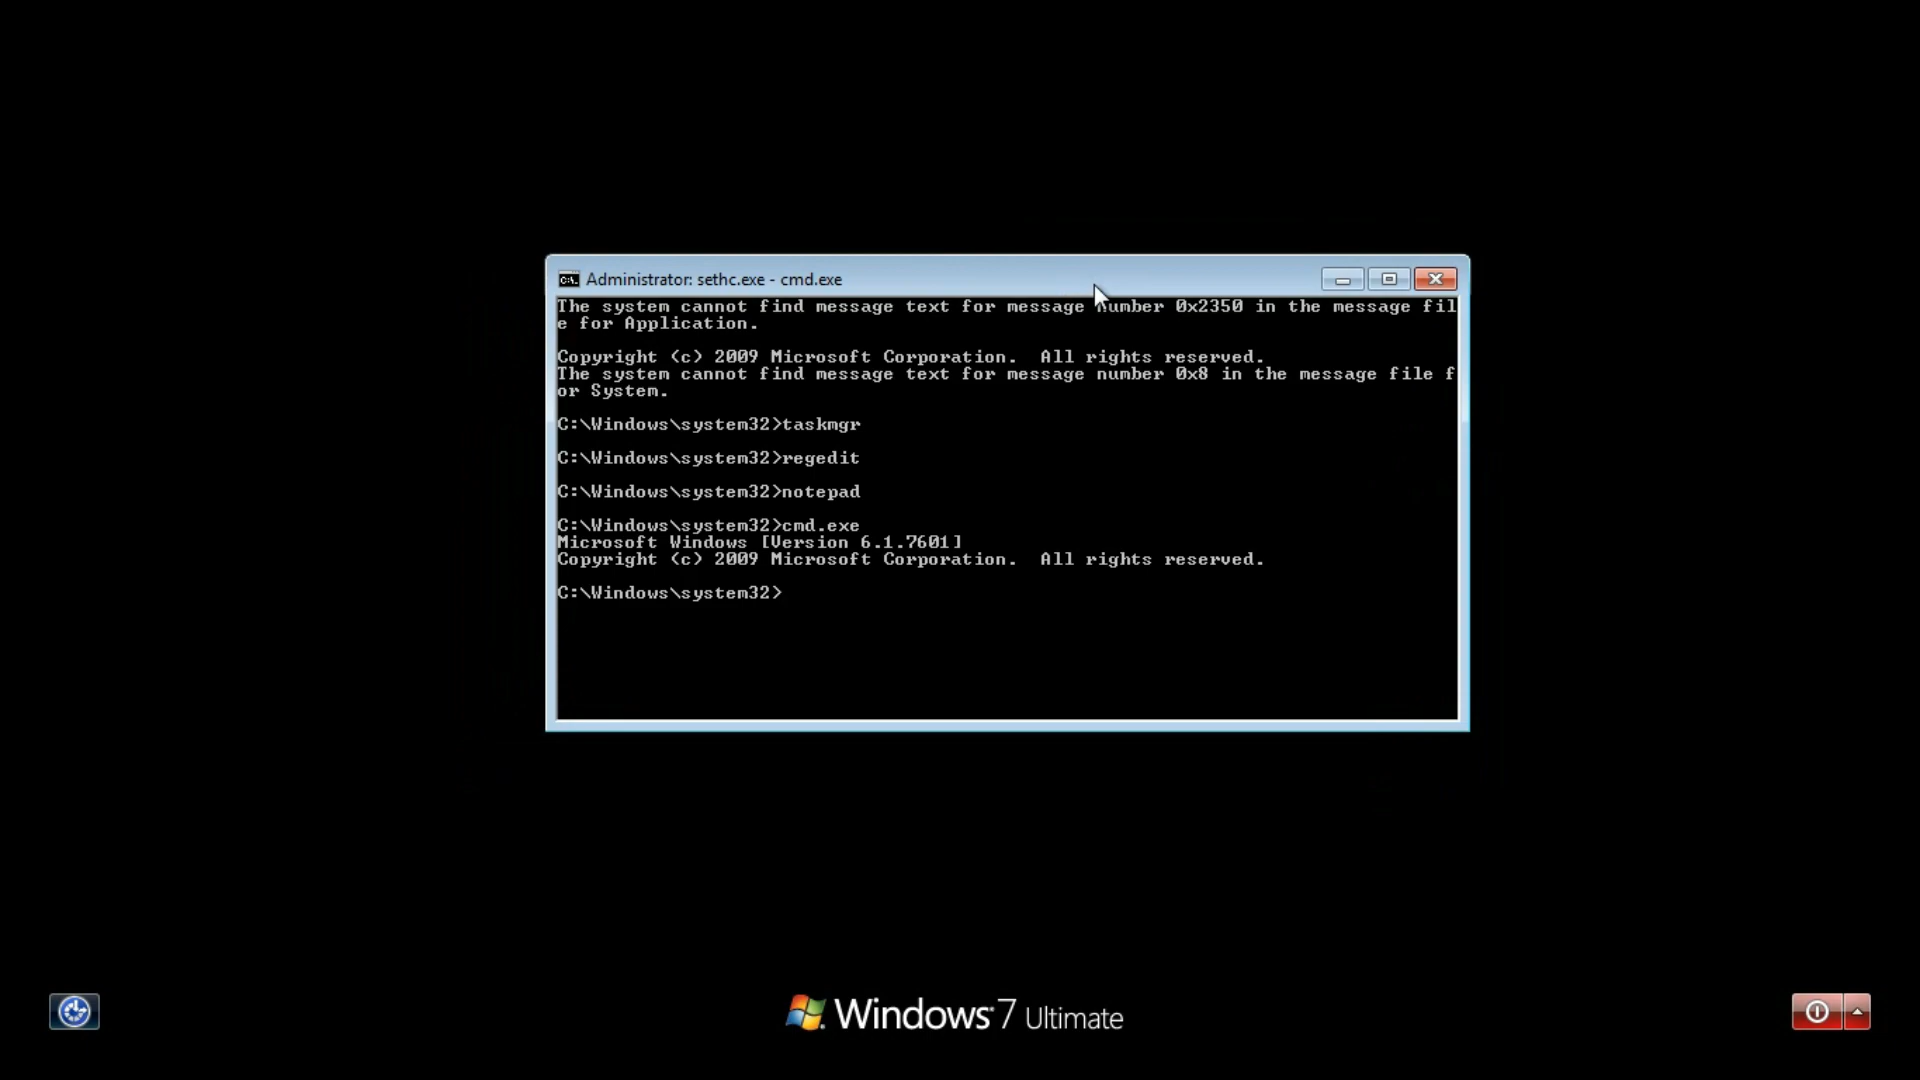 Administrator: sethc.exe - cmd.exe
The system cannot find message text for message number 0x2350 in the message fil
e for Application.
Copyright (c) 2009 Microsoft Corporation.  All rights reserved.
The system cannot find message text for message number 0x8 in the message file f
or System.
C:\Windows\system32>taskmgr
C:\Windows\system32>regedit
C:\Windows\system32>notepad
C:\Windows\system32>cmd.exe
Microsoft Windows [Version 6.1.7601]
Copyright (c) 2009 Microsoft Corporation.  All rights reserved.
C:\Windows\system32>
Windows 7 Ultimate